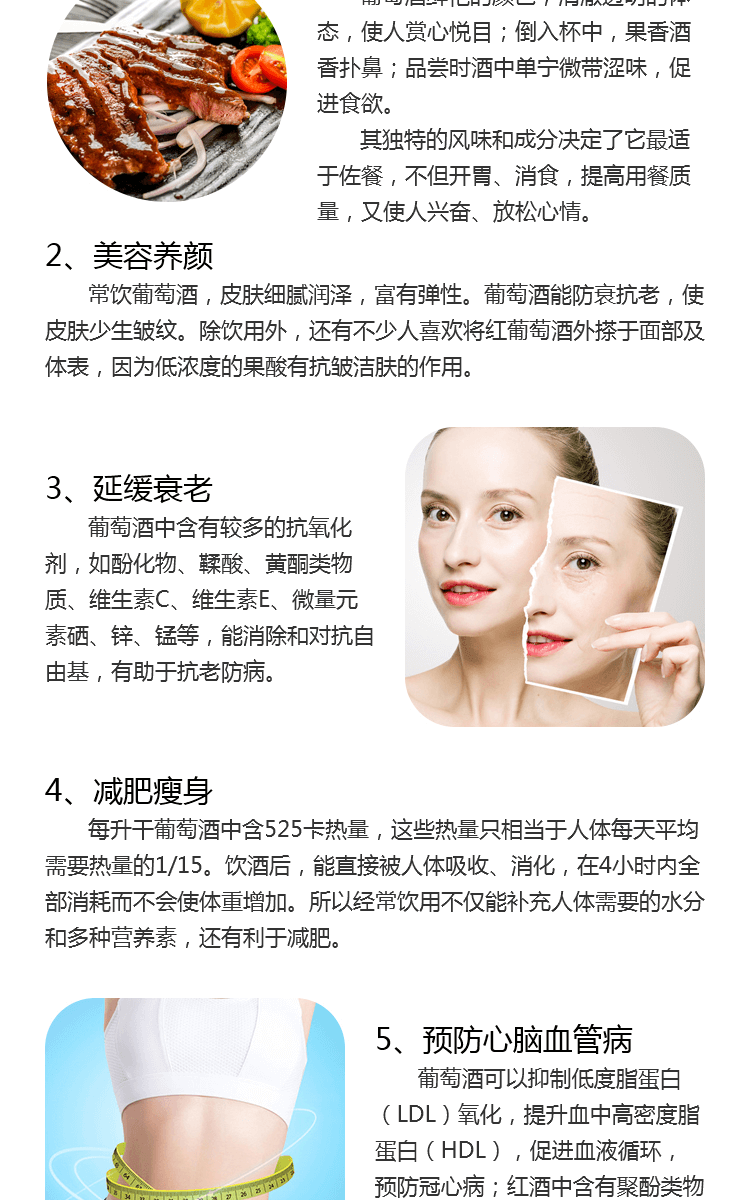 葡萄酒鲜艳的颜色，清澈透明的体
态，使人赏心悦目；倒入杯中，果香酒
香扑鼻；品尝时酒中单宁微带涩味，促
进食欲。
其独特的风味和成分决定了它最适
于佐餐，不但开胃、消食，提高用餐质
量，又使人兴奋、放松心情。
2、美容养颜
常饮葡萄酒，皮肤细腻润泽，富有弹性。葡萄酒能防衰抗老，使
皮肤少生皱纹。除饮用外，还有不少人喜欢将红葡萄酒外搽于面部及
体表，因为低浓度的果酸有抗皱洁肤的作用。
3、延缓衰老
葡萄酒中含有较多的抗氧化
剂，如酚化物、鞣酸、黄酮类物
质、维生素C、维生素E、微量元
素硒、锌、锰等，能消除和对抗自
由基，有助于抗老防病。
4、减肥瘦身
每升干葡萄酒中含525卡热量，这些热量只相当于人体每天平均
需要热量的1/15。饮酒后，能直接被人体吸收、消化，在4小时内全
部消耗而不会使体重增加。所以经常饮用不仅能补充人体需要的水分
和多种营养素，还有利于减肥。
5、预防心脑血管病
葡萄酒可以抑制低度脂蛋白
（LDL）氧化，提升血中高密度脂
蛋白（HDL），促进血液循环，
预防冠心病；红酒中含有聚酚类物